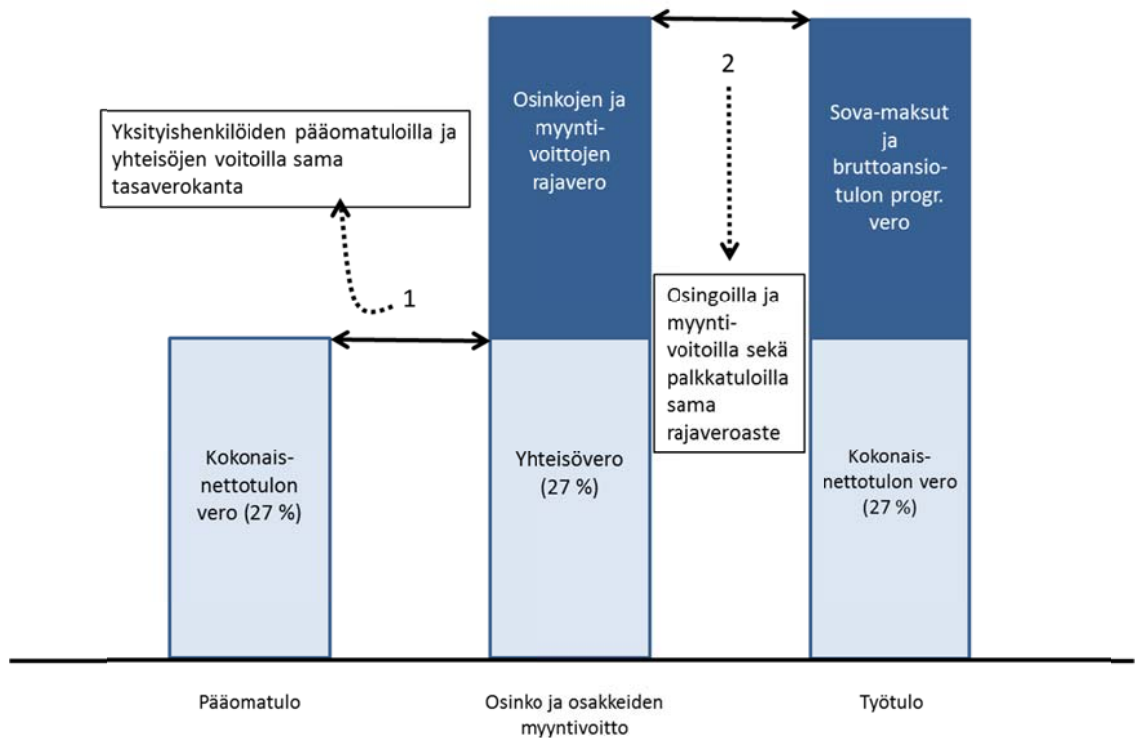 Yksityishenkilöiden pääomatuloilla ja
yhteisöjen voitoilla sama
tasaverokanta
1
Osinkojen ja
myynti-
voittojen
rajavero
2
Sova-maksut
ja
bruttoansio-
tulon progr.
vero
Osingoilla ja
myynti-
voitoilla sekä
palkkatuloilla
sama
rajaveroaste
Kokonais-
nettotulon
vero (27 %)
Yhteisövero
(27 %)
Kokonais-
nettotulon vero
(27 %)
Pääomatulo
Osinko ja osakkeiden
myyntivoitto
Työtulo